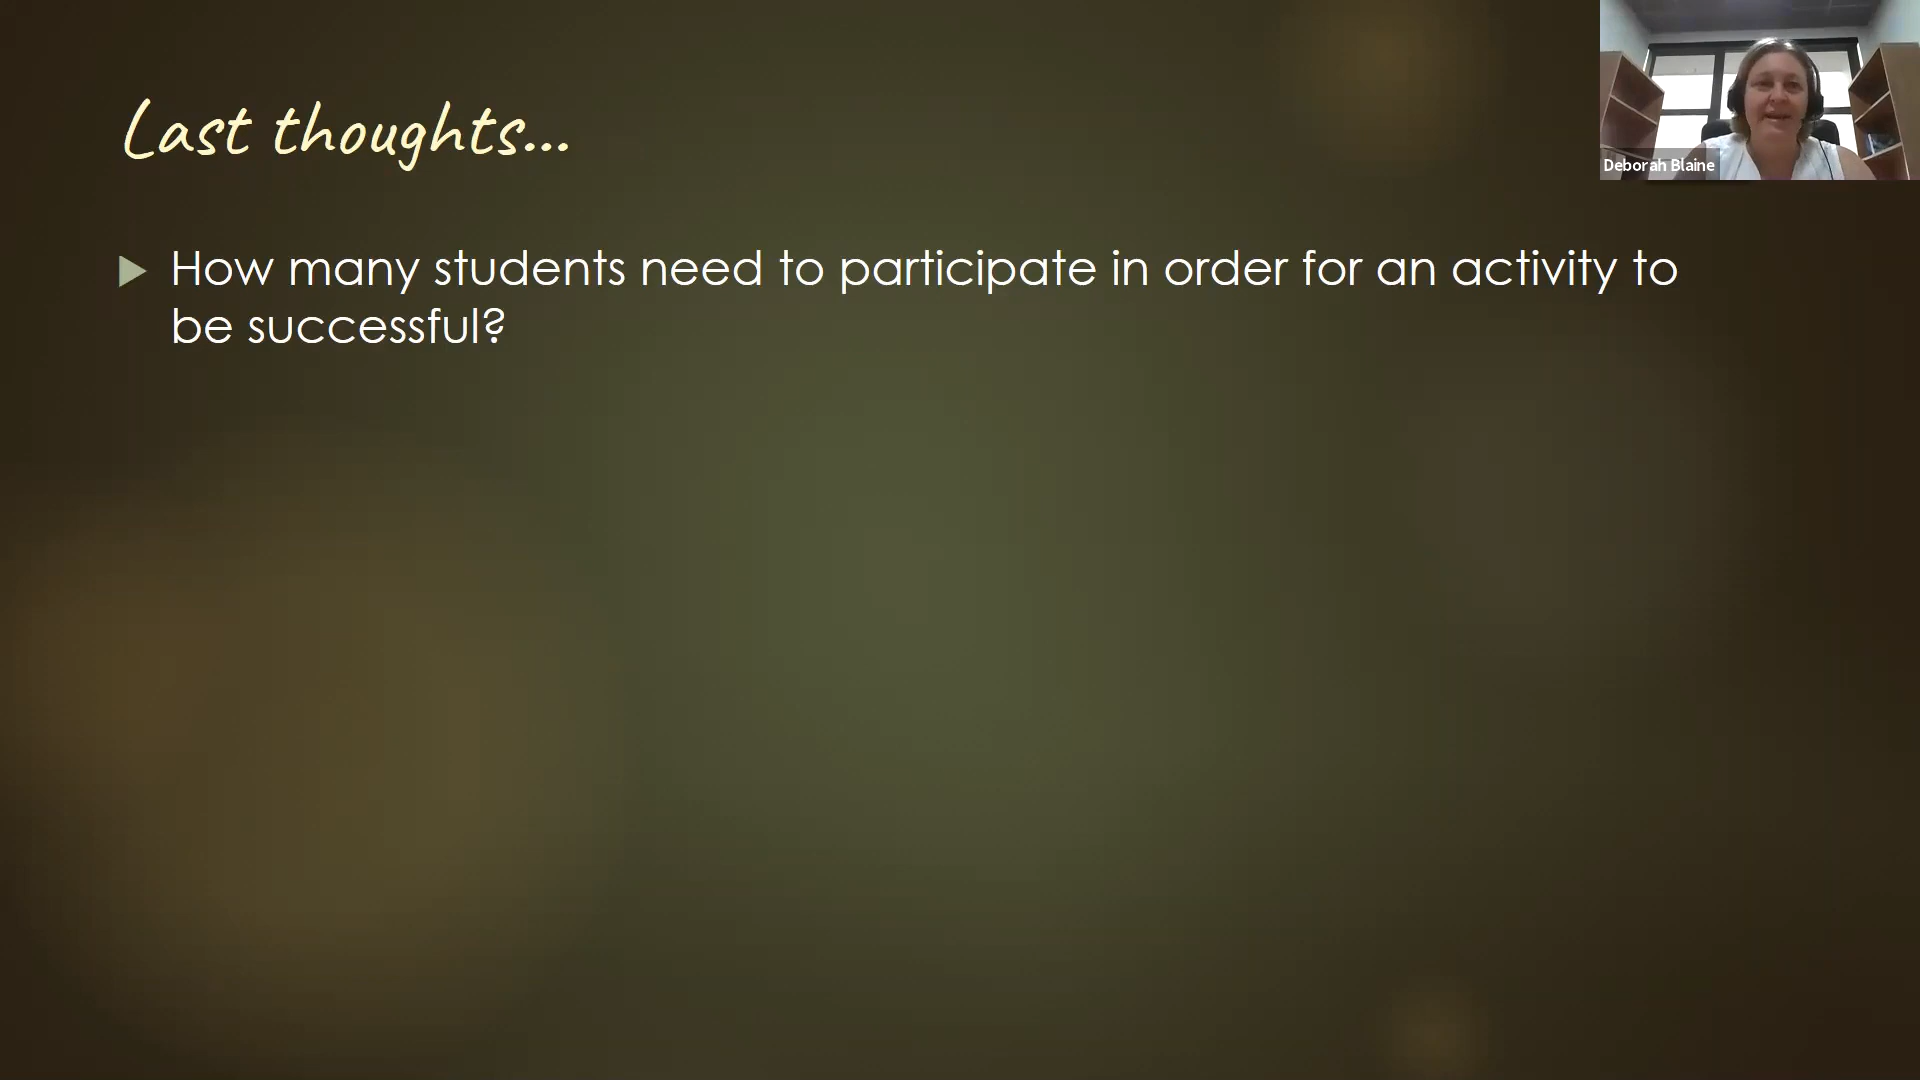 Last thoughts...
Deborah Blaine
How many students need to participate in order for an activity to
be successful?